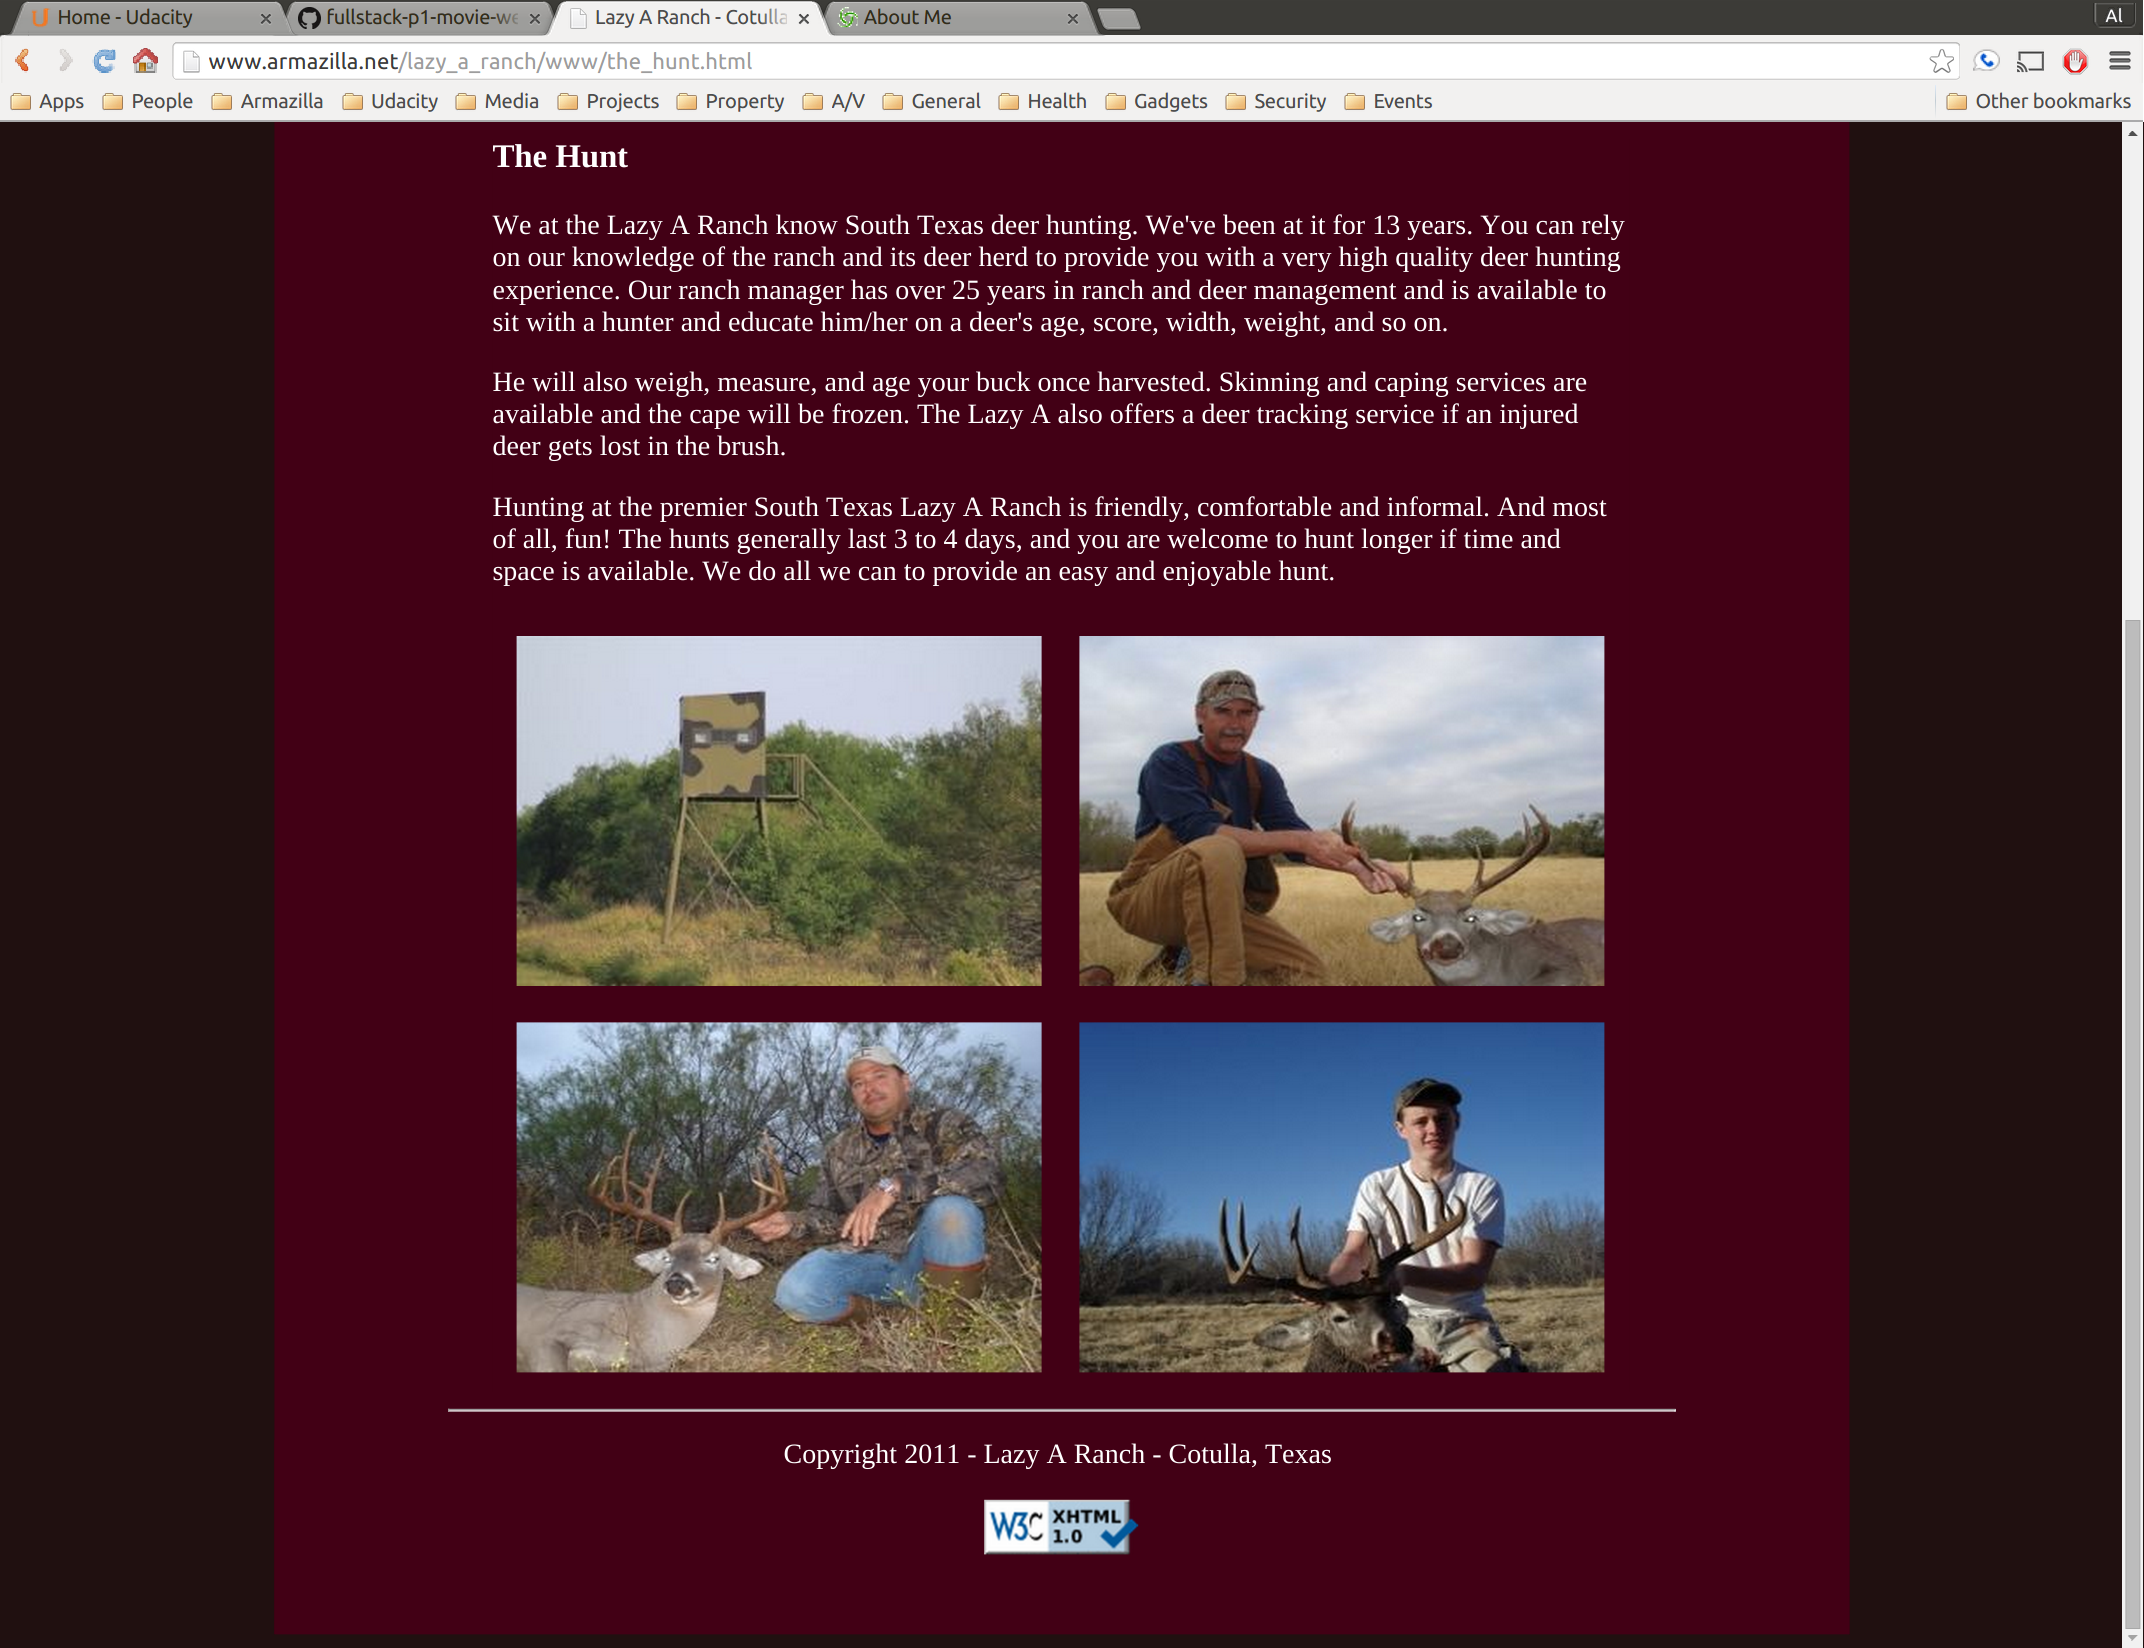 Home - Udacity
fullstack-p1-movie-we
Lazy A Ranch - Cotulla
About Me
Al
www.armazilla.net/lazy_a_ranch/www/the_hunt.html
Apps People Armazilla Udacity Media Projects Property A/V General Health Gadgets Security Events Other bookmarks
The Hunt
We at the Lazy A Ranch know South Texas deer hunting. We've been at it for 13 years. You can rely
on our knowledge of the ranch and its deer herd to provide you with a very high quality deer hunting
experience. Our ranch manager has over 25 years in ranch and deer management and is available to
sit with a hunter and educate him/her on a deer's age, score, width, weight, and so on.
He will also weigh, measure, and age your buck once harvested. Skinning and caping services are
available and the cape will be frozen. The Lazy A also offers a deer tracking service if an injured
deer gets lost in the brush.
Hunting at the premier South Texas Lazy A Ranch is friendly, comfortable and informal. And most
of all, fun! The hunts generally last 3 to 4 days, and you are welcome to hunt longer if time and
space is available. We do all we can to provide an easy and enjoyable hunt.
Copyright 2011 - Lazy A Ranch - Cotulla, Texas
W3C XHTML
1.0